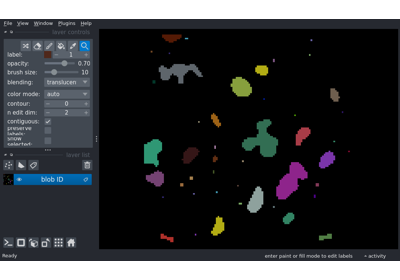 File View Window Plugins Help
layer controls
label: 1
opacity: 0.70
brush size: 10
blending: translucen
color mode: auto
contour: 0
n edit dim: 2
contiguous:
preserve
labels:
show
selected:
layer list
blob ID
Ready
enter paint or fill mode to edit labels
activity